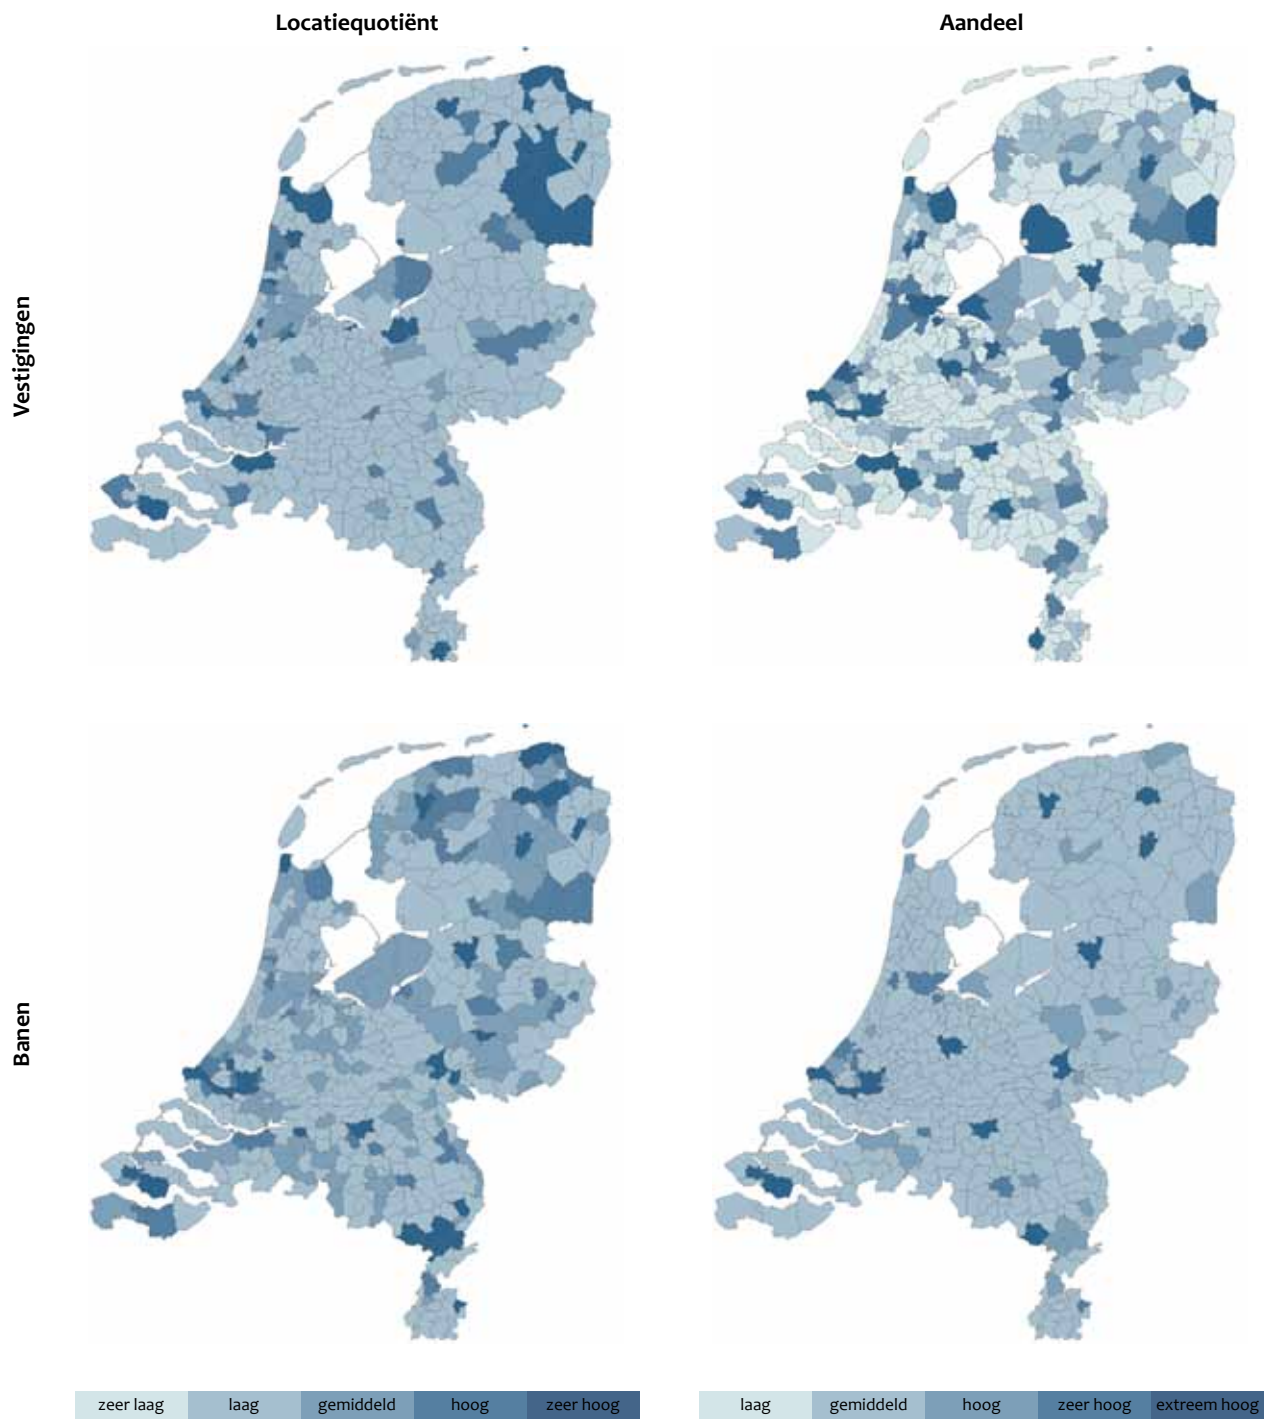 Locatiequotiënt
Aandeel
Vestigingen
Banen
zeer laag laag gemiddeld hoog zeer hoog
laag gemiddeld hoog zeer hoog extreem hoog